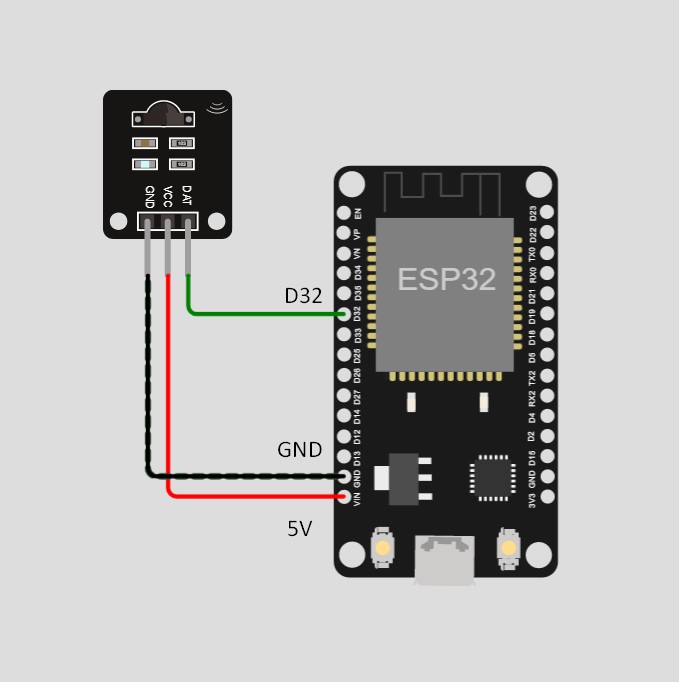 GND
VCC
DAT
D32
GND
5V
ESP32
EN
VP
VN
D34
D35
D32
D33
D25
D26
D27
D14
D12
D13
GND
VIN
D23
D22
TX0
RX0
D21
D19
D18
D5
TX2
RX2
D4
D2
D15
GND
3V3